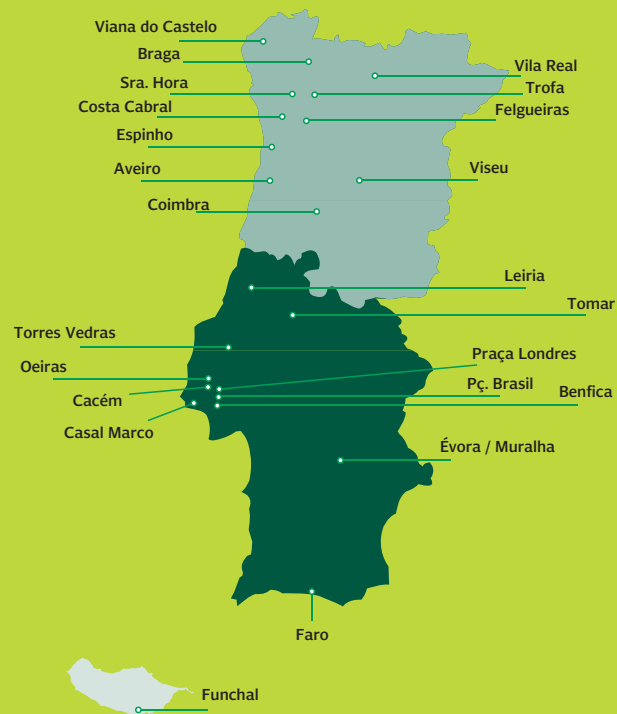 Viana do Castelo
Braga
Vila Real
Sra. Hora
Trofa
Costa Cabral
Felgueiras
Espinho
Aveiro
Viseu
Coimbra
Leiria
Tomar
Torres Vedras
Praça Londres
Oeiras
Pç. Brasil
Benfica
Cacém
Casal Marco
Évora / Muralha
Faro
Funchal